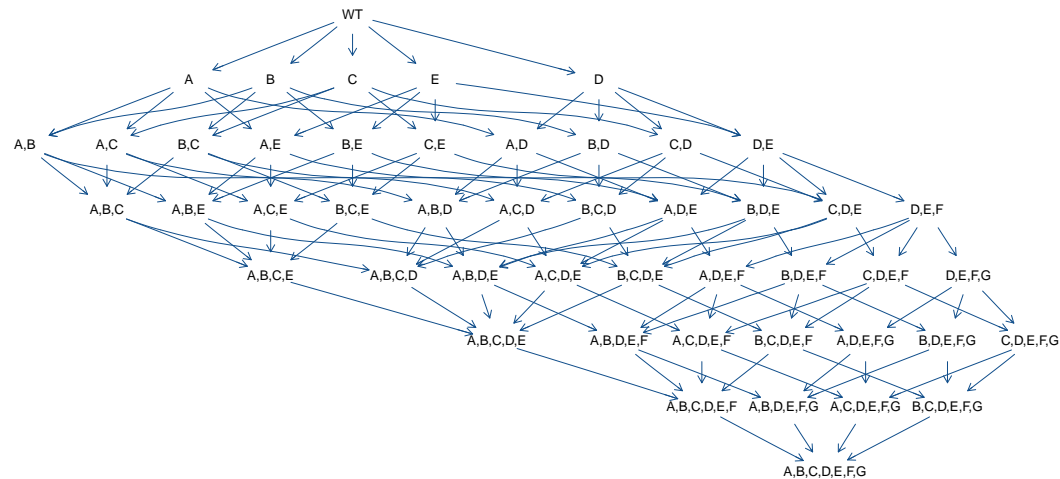 WT
A B C E D
A,B A,C B,C A,E B,E C,E A,D B,D C,D D,E
A,B,C A,B,E A,C,E B,C,E A,B,D A,C,D B,C,D A,D,E B,D,E C,D,E D,E,F
A,B,C,E A,B,C,D A,B,D,E A,C,D,E B,C,D,E A,D,E,F B,D,E,F C,D,E,F D,E,F,G
A,B,C,D,E A,B,D,E,F A,C,D,E,F B,C,D,E,F A,D,E,F,G B,D,E,F,G C,D,E,F,G
A,B,C,D,E,F A,B,D,E,F,G A,C,D,E,F,G B,C,D,E,F,G
A,B,C,D,E,F,G